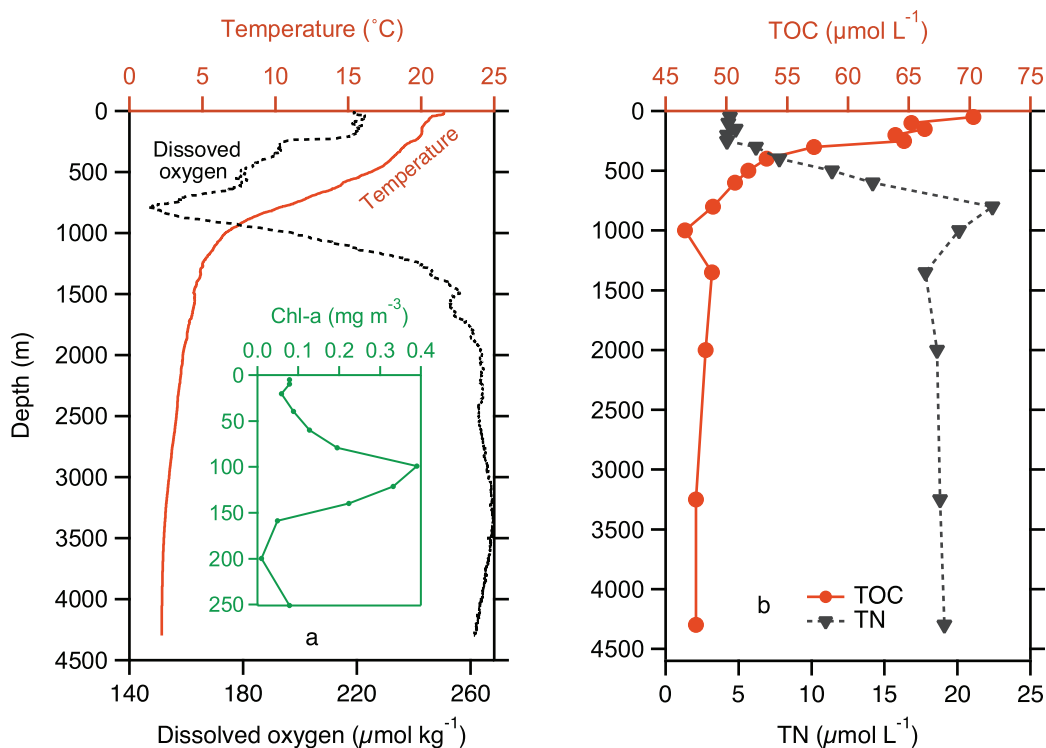 Temperature (˚C)
0 5 10 15 20 25
0
500
1000
1500
2000
2500
3000
3500
4000
4500
Depth (m)
Dissoved
oxygen
Temperature
Chl-a (mg m⁻³)
0.0 0.1 0.2 0.3 0.4
0
50
100
150
200
250
a
140 180 220 260
Dissolved oxygen (µmol kg⁻¹)
TOC (µmol L⁻¹)
45 50 55 60 65 70 75
0
500
1000
1500
2000
2500
3000
3500
4000
4500
b
TOC
TN
0 5 10 15 20 25
TN (µmol L⁻¹)